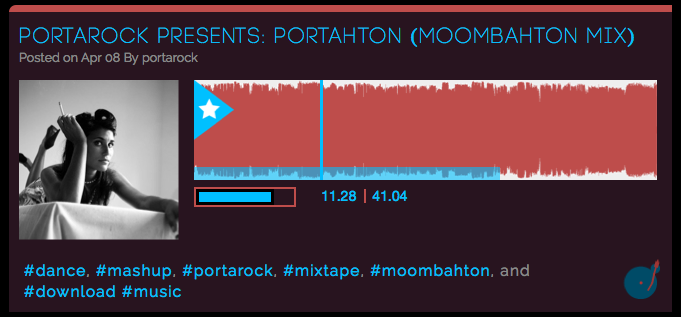 PORTAROCK PRESENTS: PORTAHTON (MOOMBAHTON MIX)
Posted on Apr 08 By portarock
11.28 | 41.04
#dance, #mashup, #portarock, #mixtape, #moombahton, and
#download #music